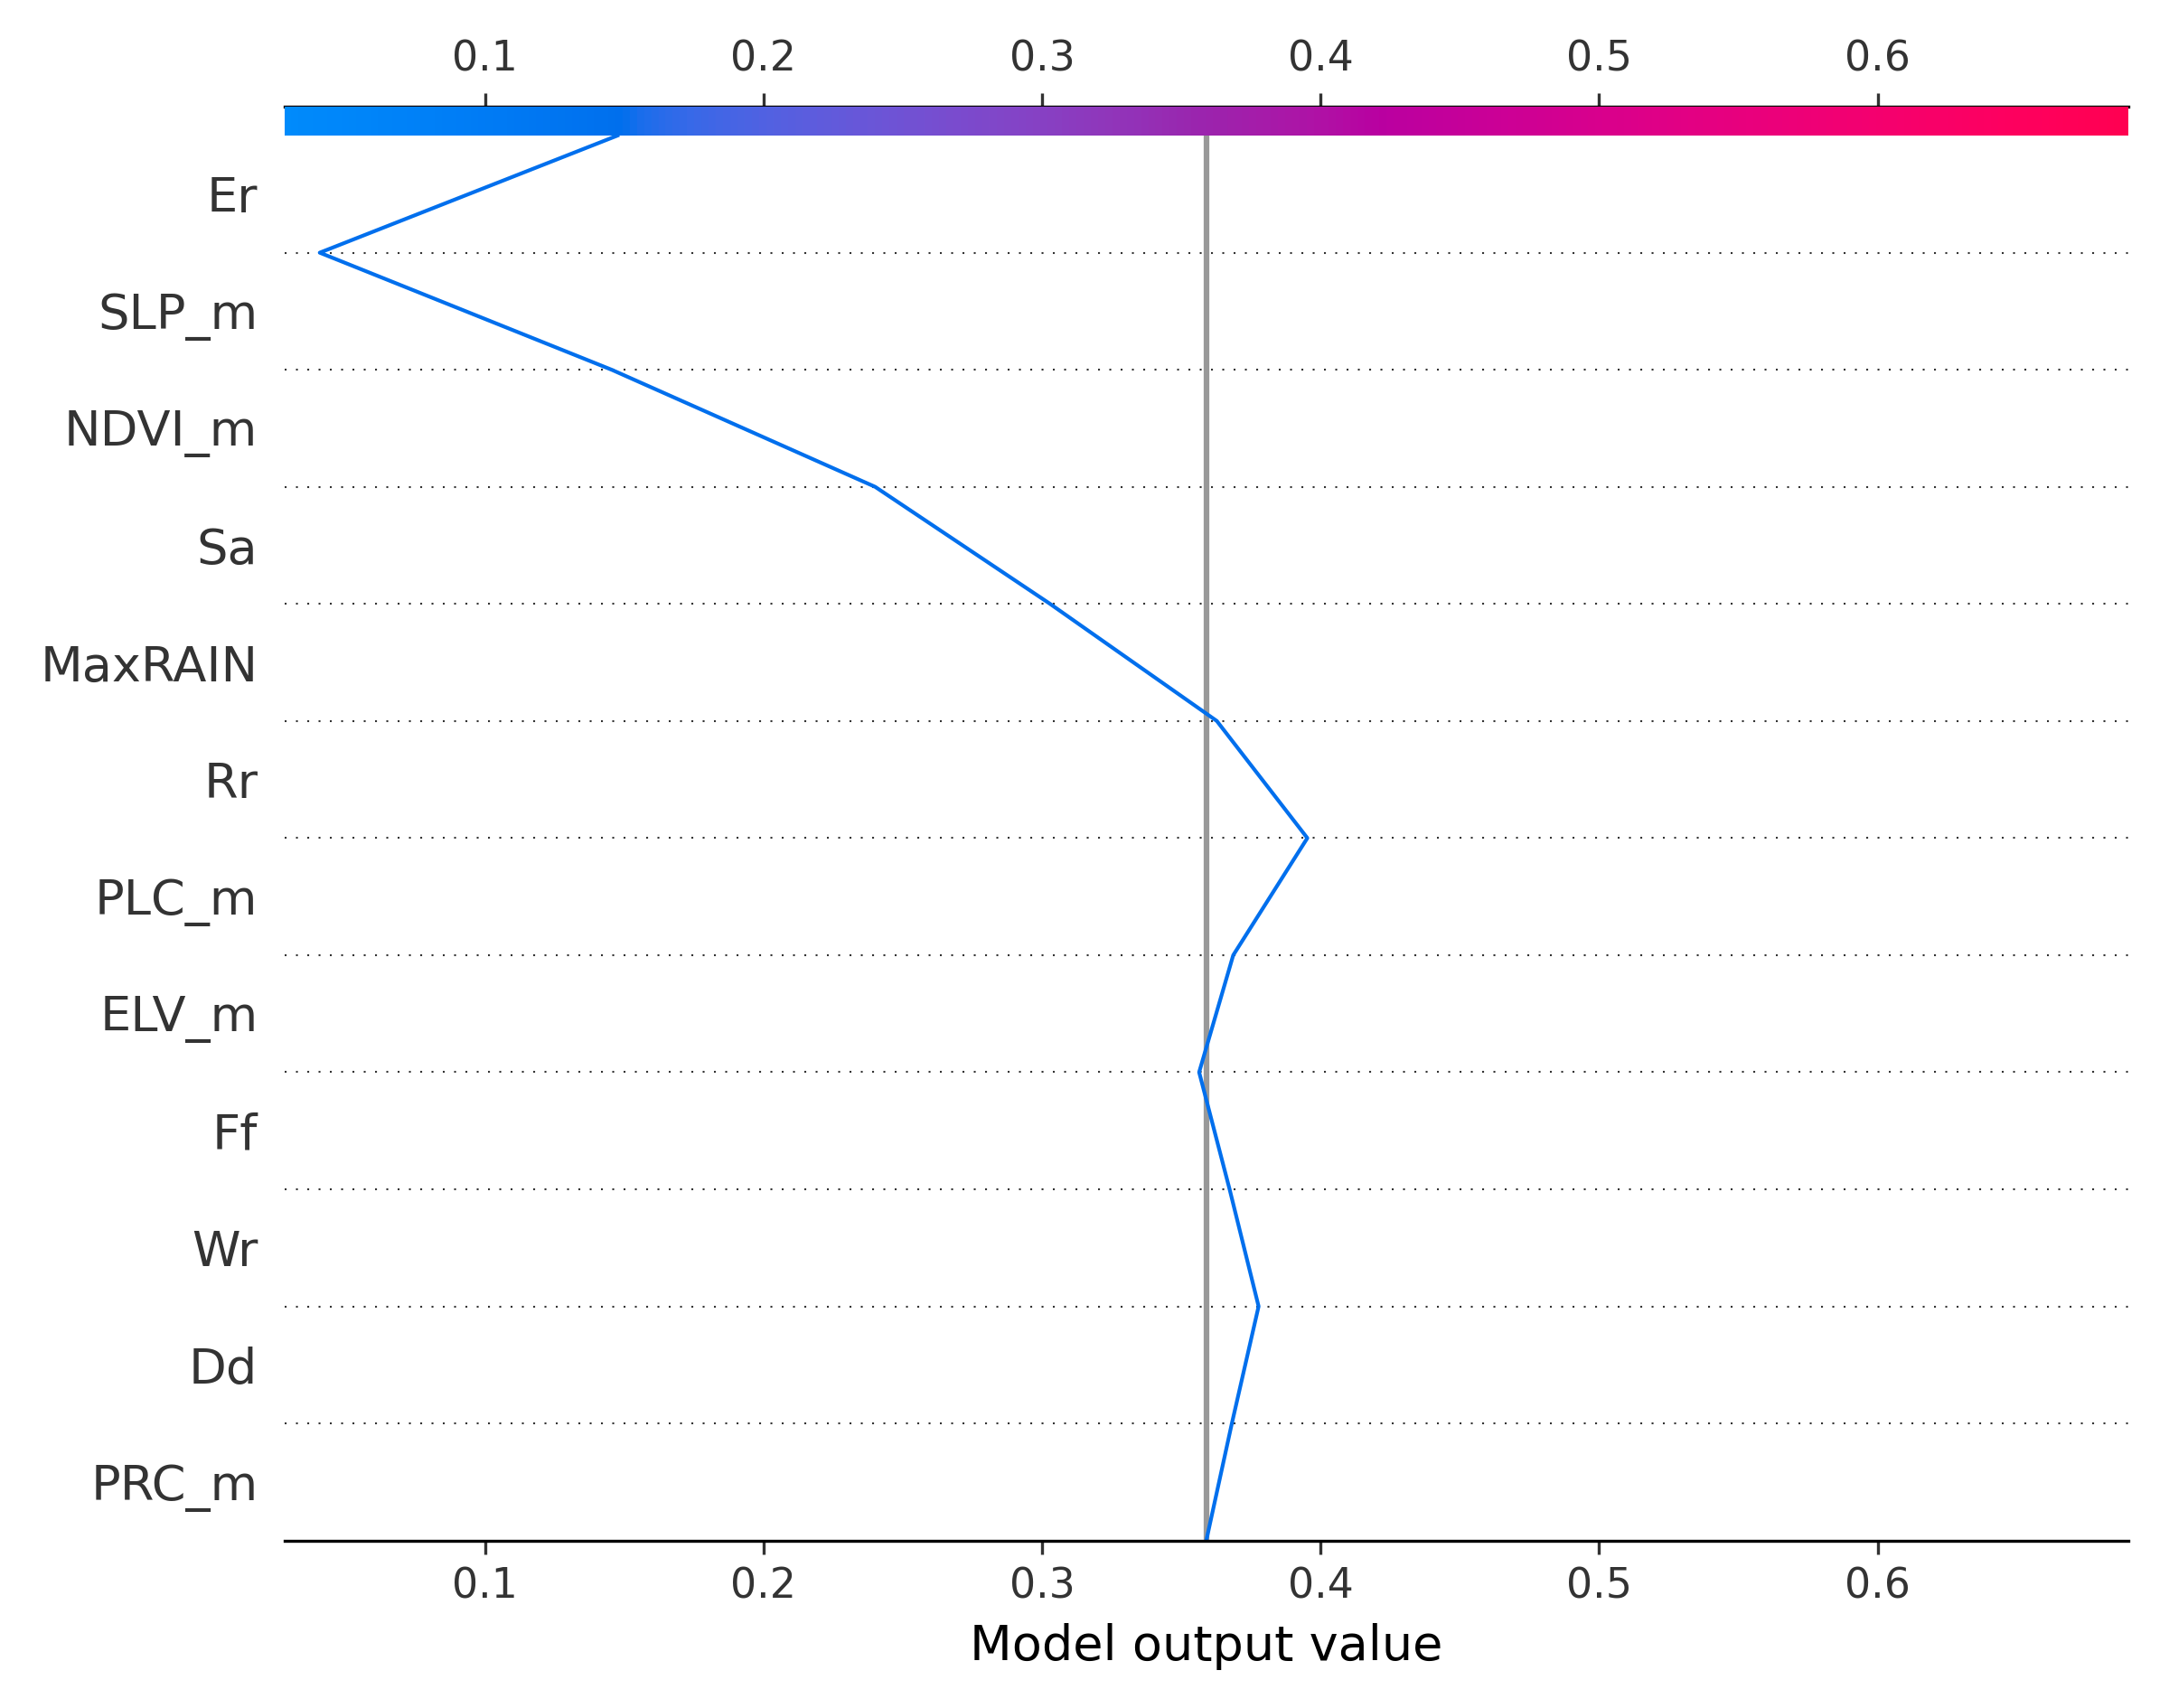 0.1 0.2 0.3 0.4 0.5 0.6
Er
SLP_m
NDVI_m
Sa
MaxRAIN
Rr
PLC_m
ELV_m
Ff
Wr
Dd
PRC_m
0.1 0.2 0.3 0.4 0.5 0.6
Model output value